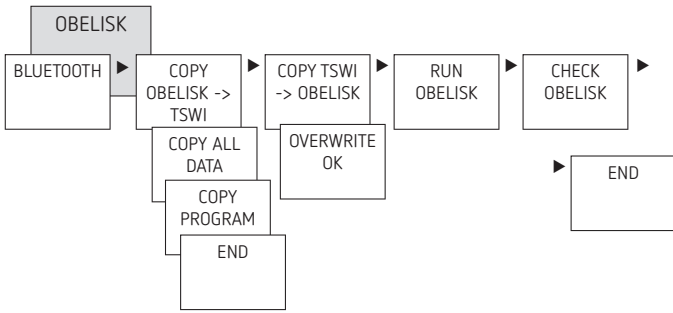 OBELISK
BLUETOOTH
COPY
OBELISK ->
TSWI
COPY ALL
DATA
COPY
PROGRAM
END
COPY TSWI
-> OBELISK
OVERWRITE
OK
RUN
OBELISK
CHECK
OBELISK
END